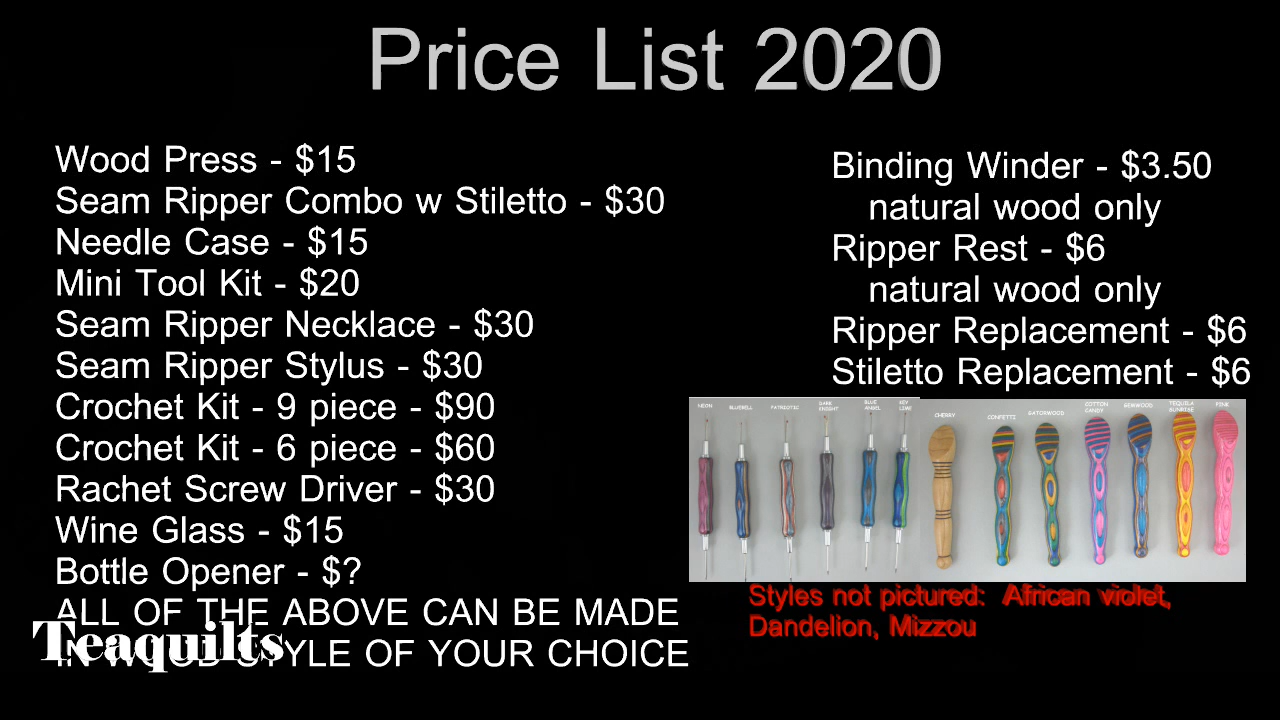 Price List 2020
Wood Press - $15
Seam Ripper Combo w Stiletto - $30
Needle Case - $15
Mini Tool Kit - $20
Seam Ripper Necklace - $30
Seam Ripper Stylus - $30
Crochet Kit - 9 piece - $90
Crochet Kit - 6 piece - $60
Rachet Screw Driver - $30
Wine Glass - $15
Bottle Opener - $?
ALL OF THE ABOVE CAN BE MADE
IN WOOD STYLE OF YOUR CHOICE
Teaquilts
Binding Winder - $3.50
natural wood only
Ripper Rest - $6
natural wood only
Ripper Replacement - $6
Stiletto Replacement - $6
NEON
BLUEBELL
PATRIOTIC
DARK
KNIGHT
BLUE
ANGEL
KEY
LIME
CHERRY
CONFETTI
GATORWOOD
COTTON
CANDY
GEMWOOD
TEQUILA
SUNRISE
PINK
Styles not pictured: African violet,
Dandelion, Mizzou